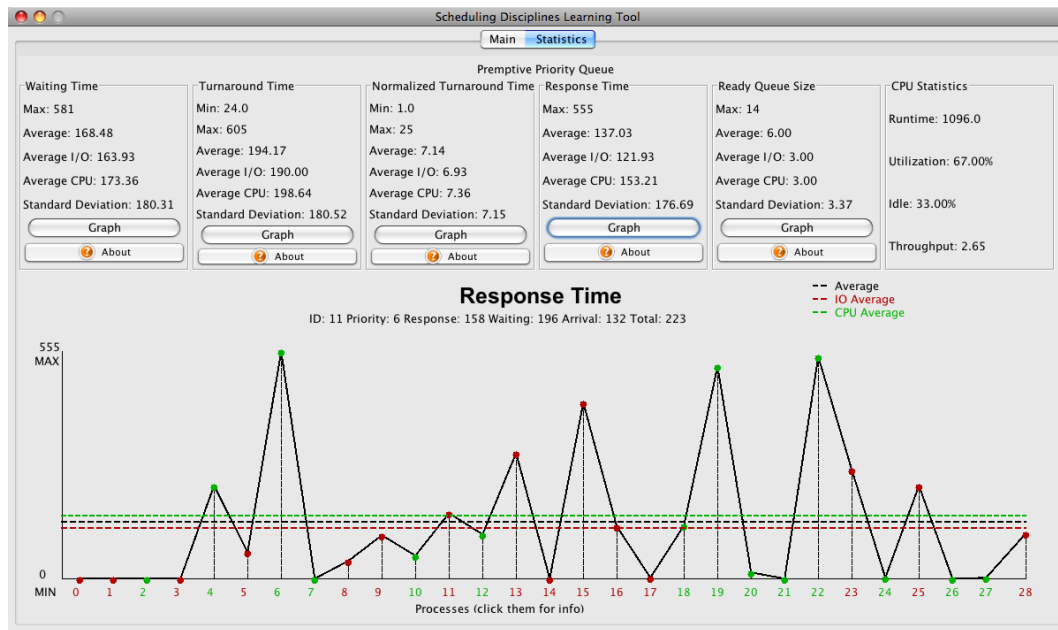 Scheduling Disciplines Learning Tool
Main Statistics
Premptive Priority Queue
Waiting Time
Max: 581
Average: 168.48
Average I/O: 163.93
Average CPU: 173.36
Standard Deviation: 180.31
Graph
? About
Turnaround Time
Min: 24.0
Max: 605
Average: 194.17
Average I/O: 190.00
Average CPU: 198.64
Standard Deviation: 180.52
Graph
? About
Normalized Turnaround Time
Min: 1.0
Max: 25
Average: 7.14
Average I/O: 6.93
Average CPU: 7.36
Standard Deviation: 7.15
Graph
? About
Response Time
Max: 555
Average: 137.03
Average I/O: 121.93
Average CPU: 153.21
Standard Deviation: 176.69
Graph
? About
Ready Queue Size
Max: 14
Average: 6.00
Average I/O: 3.00
Average CPU: 3.00
Standard Deviation: 3.37
Graph
? About
CPU Statistics
Runtime: 1096.0
Utilization: 67.00%
Idle: 33.00%
Throughput: 2.65
Response Time
ID: 11 Priority: 6 Response: 158 Waiting: 196 Arrival: 132 Total: 223
Average
IO Average
CPU Average
555
MAX
0
MIN 0 1 2 3 4 5 6 7 8 9 10 11 12 13 14 15 16 17 18 19 20 21 22 23 24 25 26 27 28
Processes (click them for info)